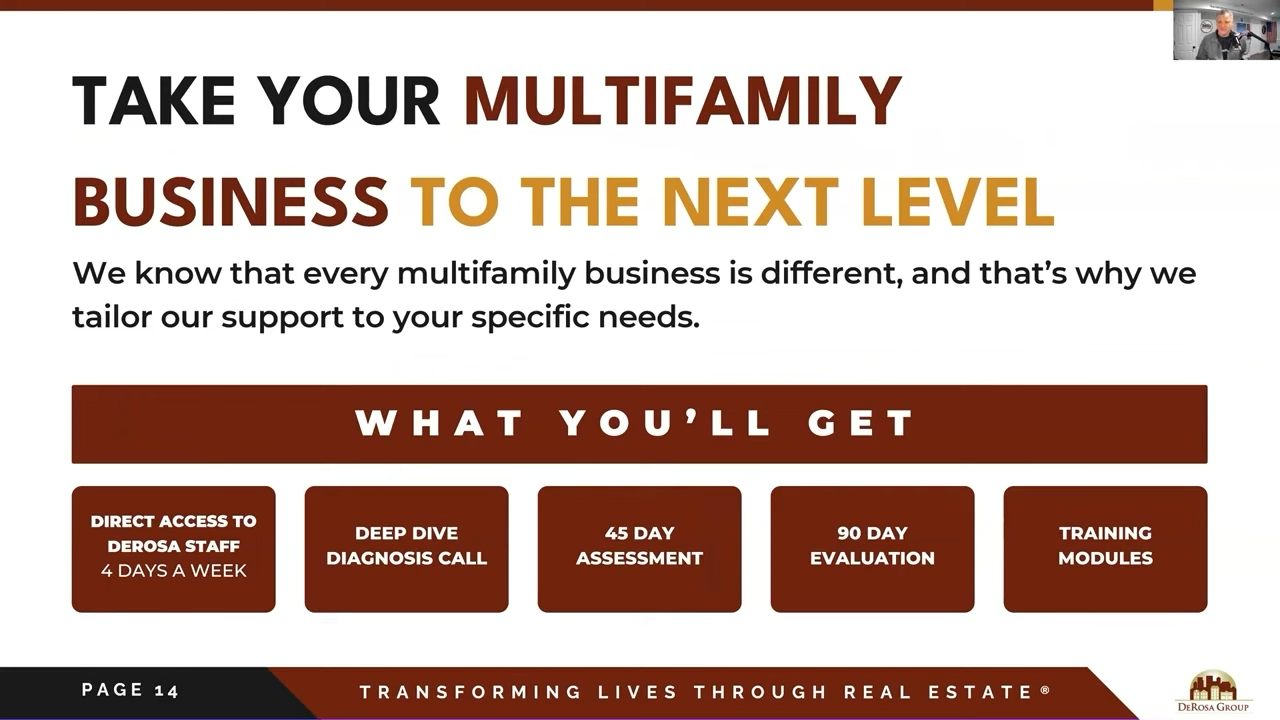 TAKE YOUR MULTIFAMILY
BUSINESS TO THE NEXT LEVEL
We know that every multifamily business is different, and that’s why we
tailor our support to your specific needs.
WHAT YOU’LL GET
DIRECT ACCESS TO
DEROSA STAFF
4 DAYS A WEEK
DEEP DIVE
DIAGNOSIS CALL
45 DAY
ASSESSMENT
90 DAY
EVALUATION
TRAINING
MODULES
PAGE 14
TRANSFORMING LIVES THROUGH REAL ESTATE®
DEROSA GROUP